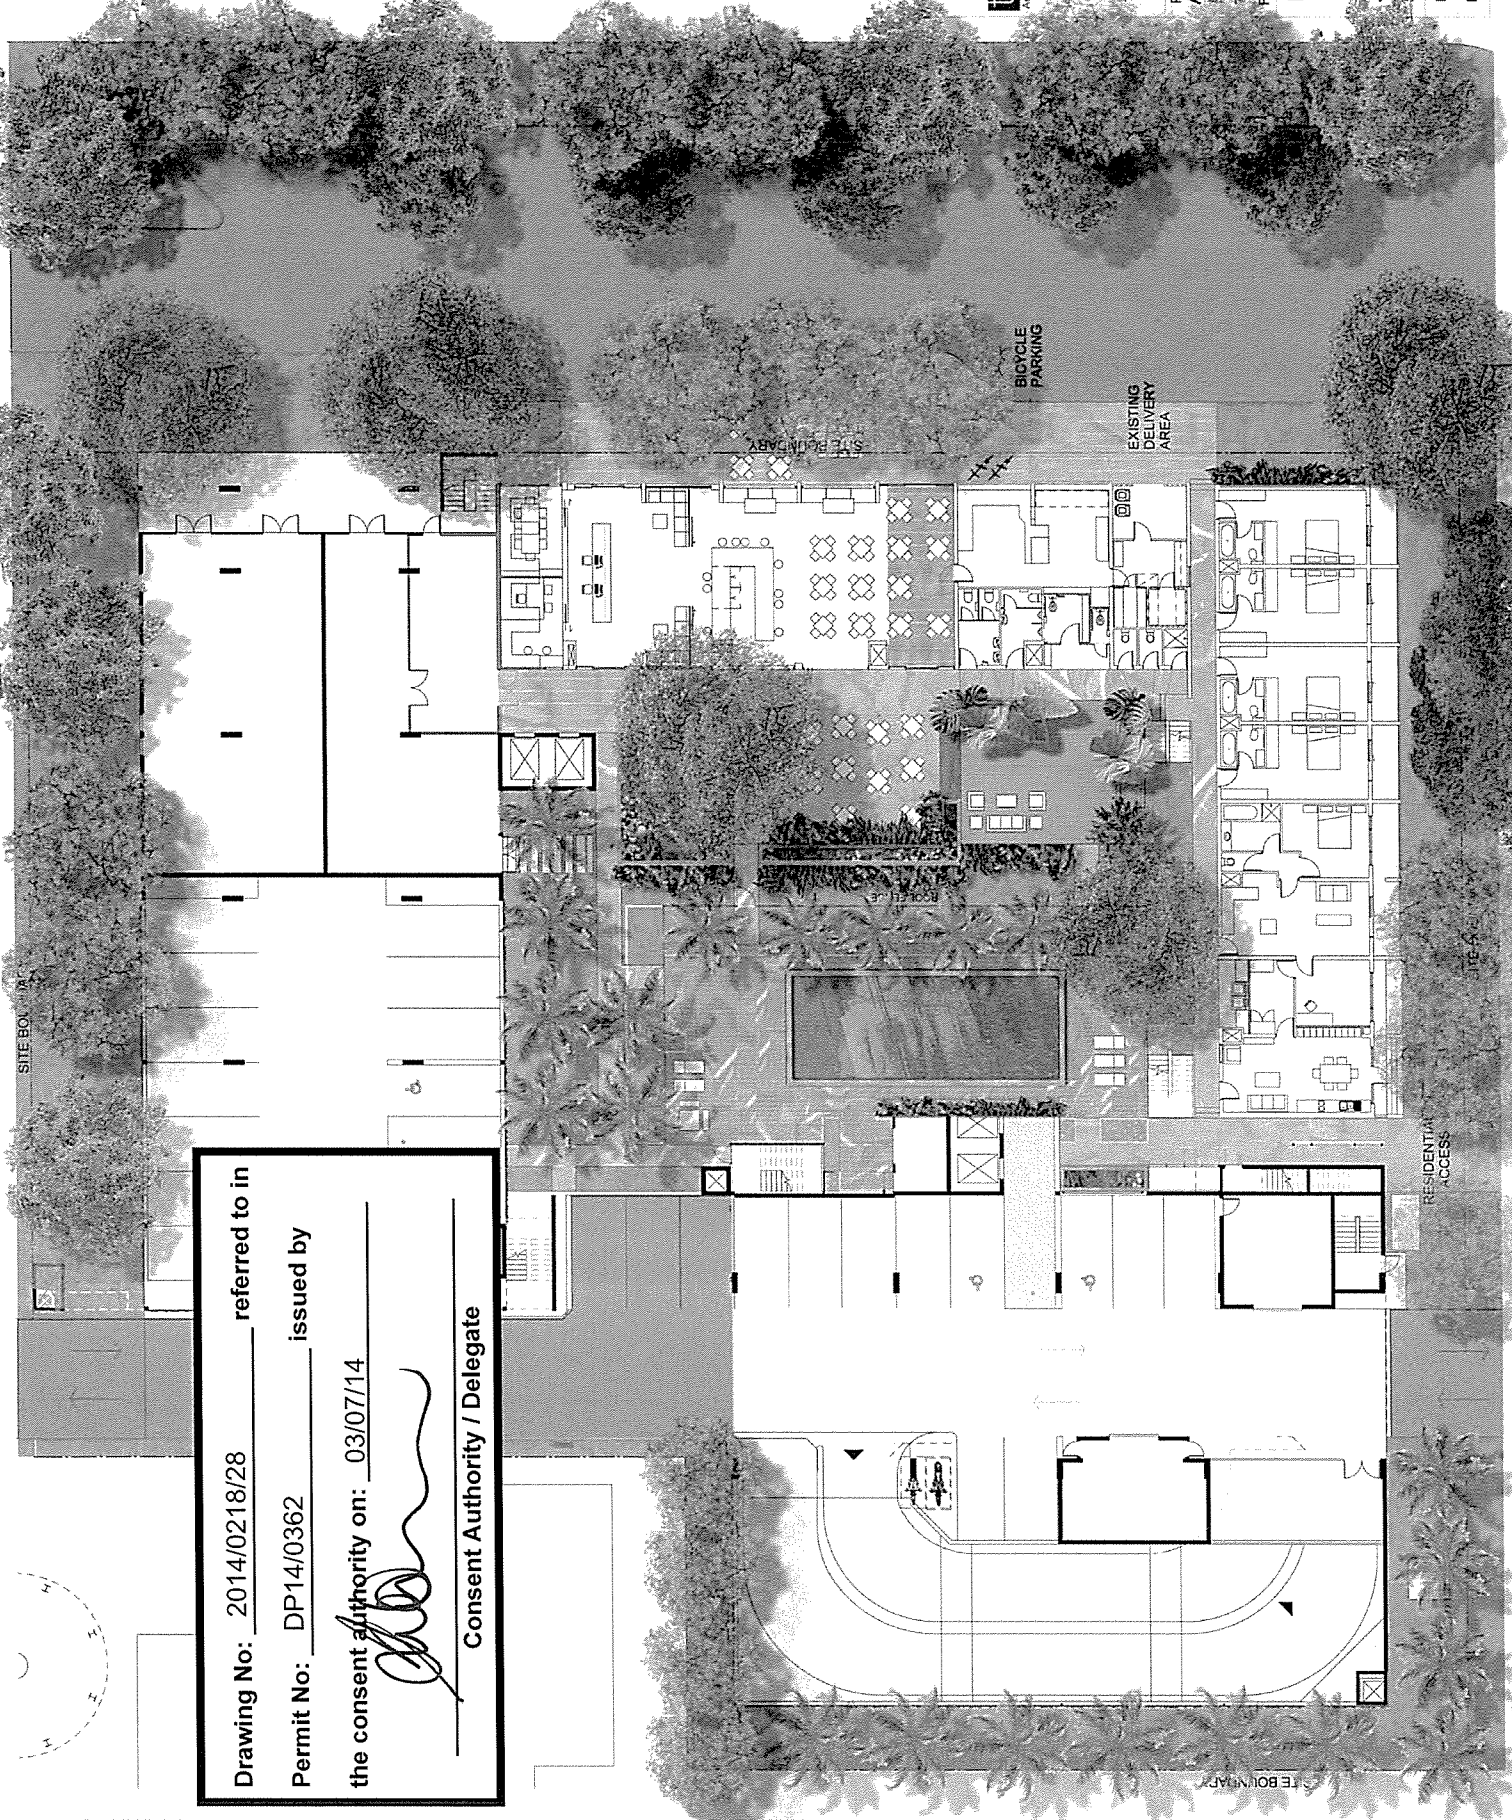 BICYCLE
PARKING
EXISTING
DELIVERY
AREA
SITE BOUNDARY
RESIDENTIAL
ACCESS
Drawing No: 2014/0218/28 referred to in
Permit No: DP14/0362 issued by
the consent authority on: 03/07/14
Consent Authority / Delegate
SITE BOUNDARY